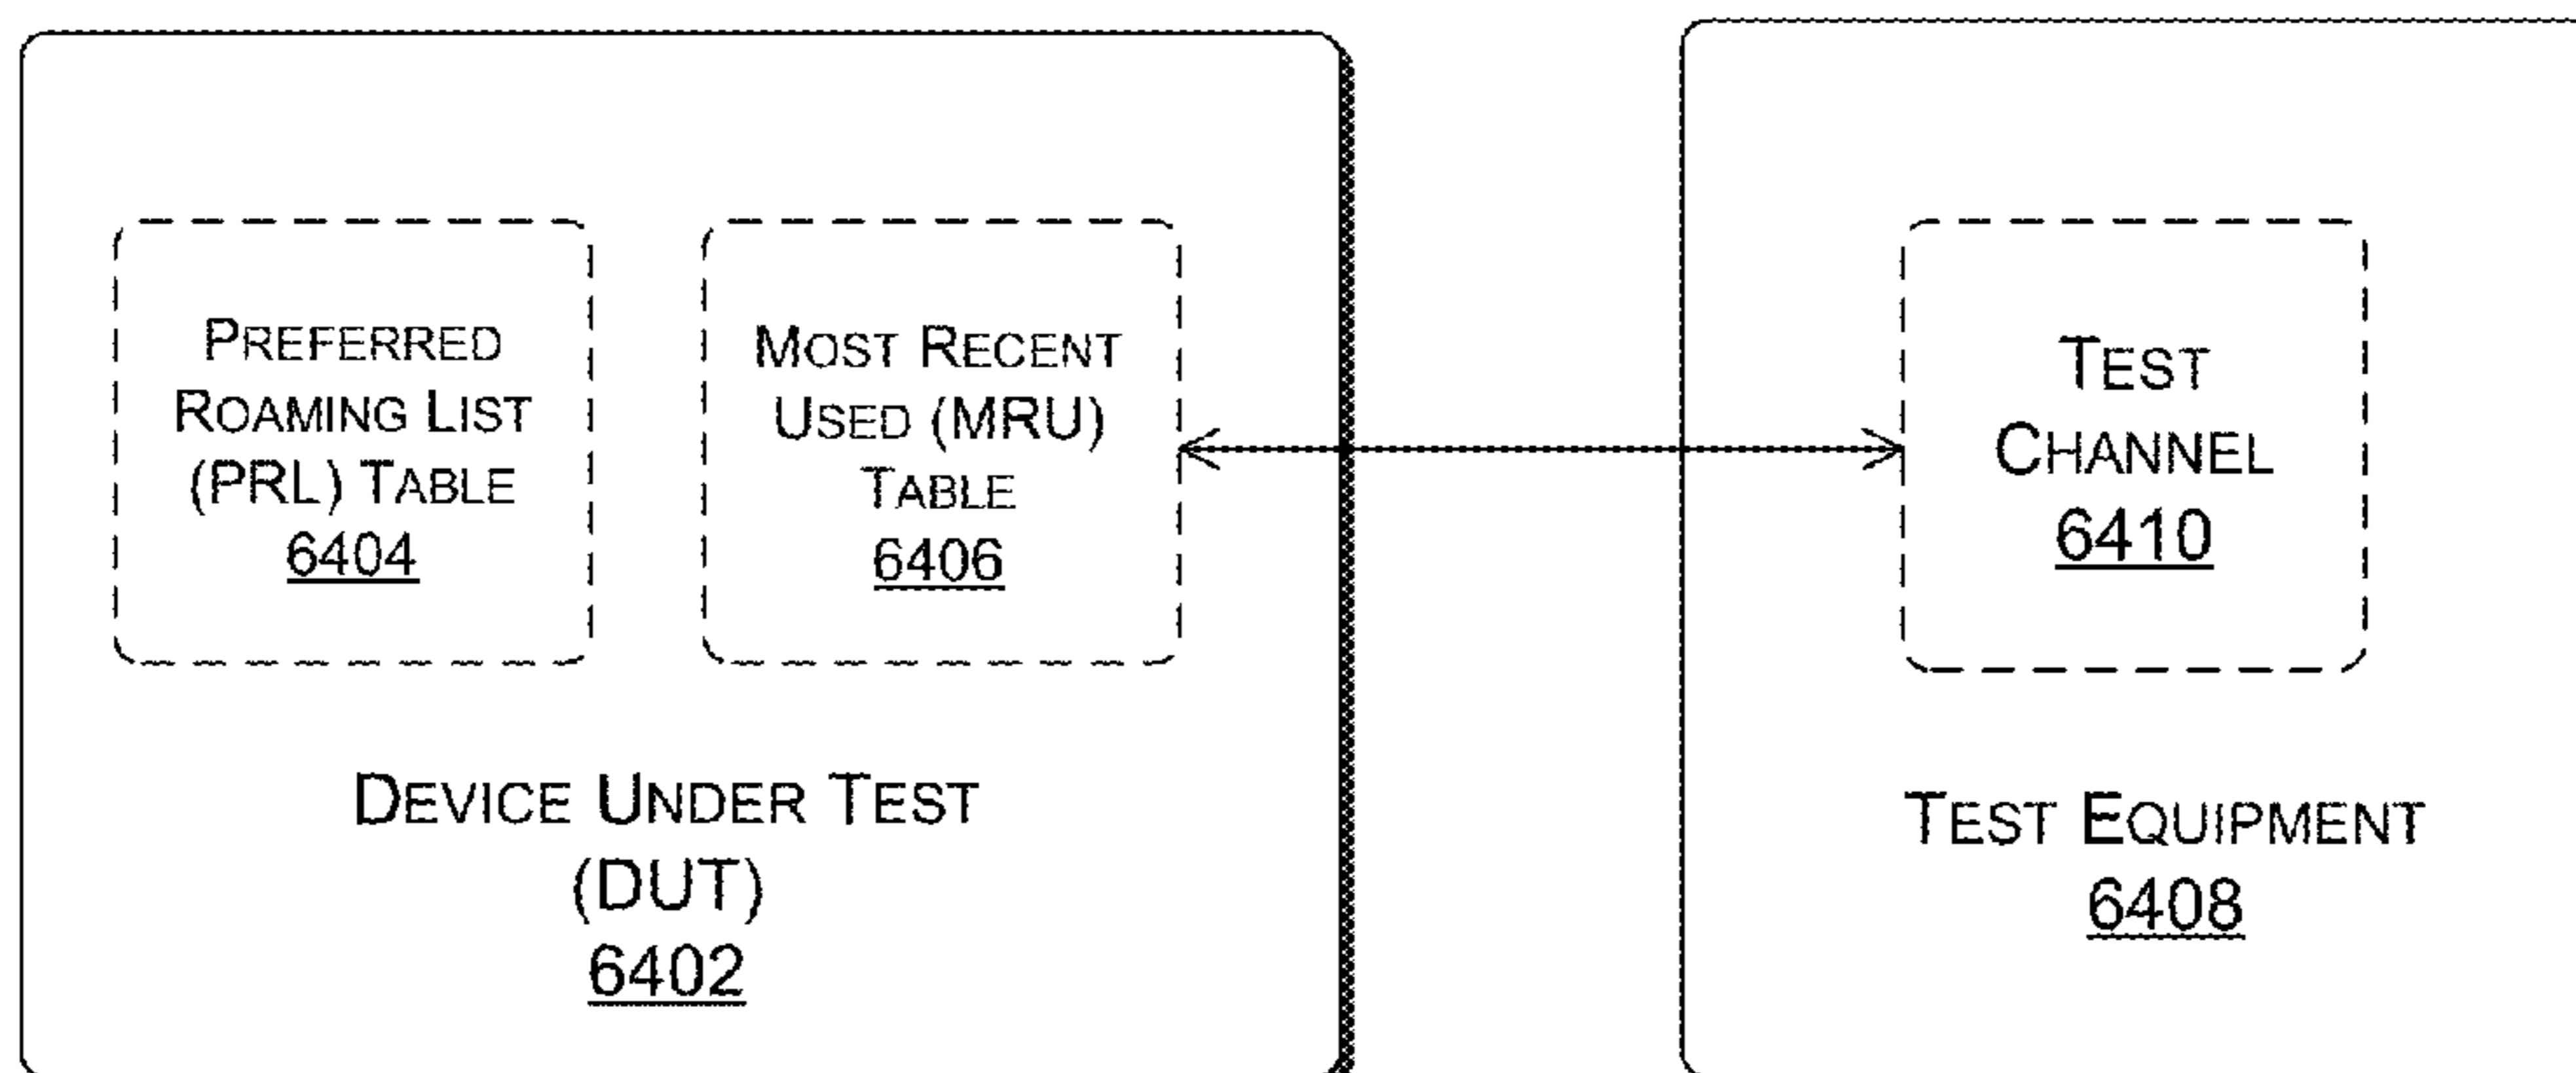 PREFERRED
ROAMING LIST
(PRL) TABLE
6404
MOST RECENT
USED (MRU)
TABLE
6406
DEVICE UNDER TEST
(DUT)
6402
TEST
CHANNEL
6410
TEST EQUIPMENT
6408